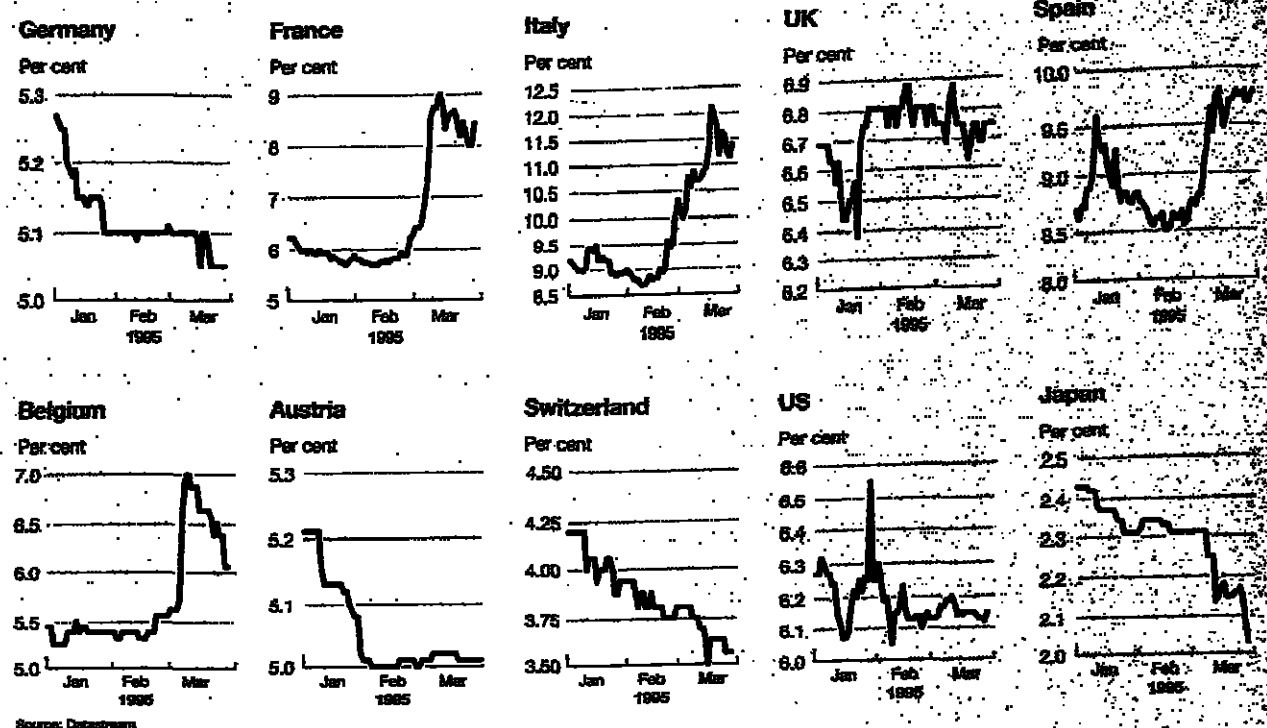 Germany
Per cent
5.3
5.2
5.1
5.0
Jan Feb Mar
1995
France
Per cent
9
8
7
6
5
Jan Feb Mar
1995
Italy
Per cent
12.5
12.0
11.5
11.0
10.5
10.0
9.5
9.0
8.5
Jan Feb Mar
1995
UK
Per cent
6.9
6.8
6.7
6.6
6.5
6.4
6.3
6.2
Jan Feb Mar
1995
Spain
Per cent
10.0
9.5
9.0
8.5
8.0
Jan Feb Mar
1995
Belgium
Per cent
7.0
6.5
6.0
5.5
5.0
Jan Feb Mar
1995
Austria
Per cent
5.3
5.2
5.1
5.0
Jan Feb Mar
1995
Switzerland
Per cent
4.50
4.25
4.00
3.75
3.50
Jan Feb Mar
1995
US
Per cent
6.6
6.5
6.4
6.3
6.2
6.1
6.0
Jan Feb Mar
1995
Japan
Per cent
2.5
2.4
2.3
2.2
2.1
2.0
Jan Feb Mar
1995
Source: Datastream